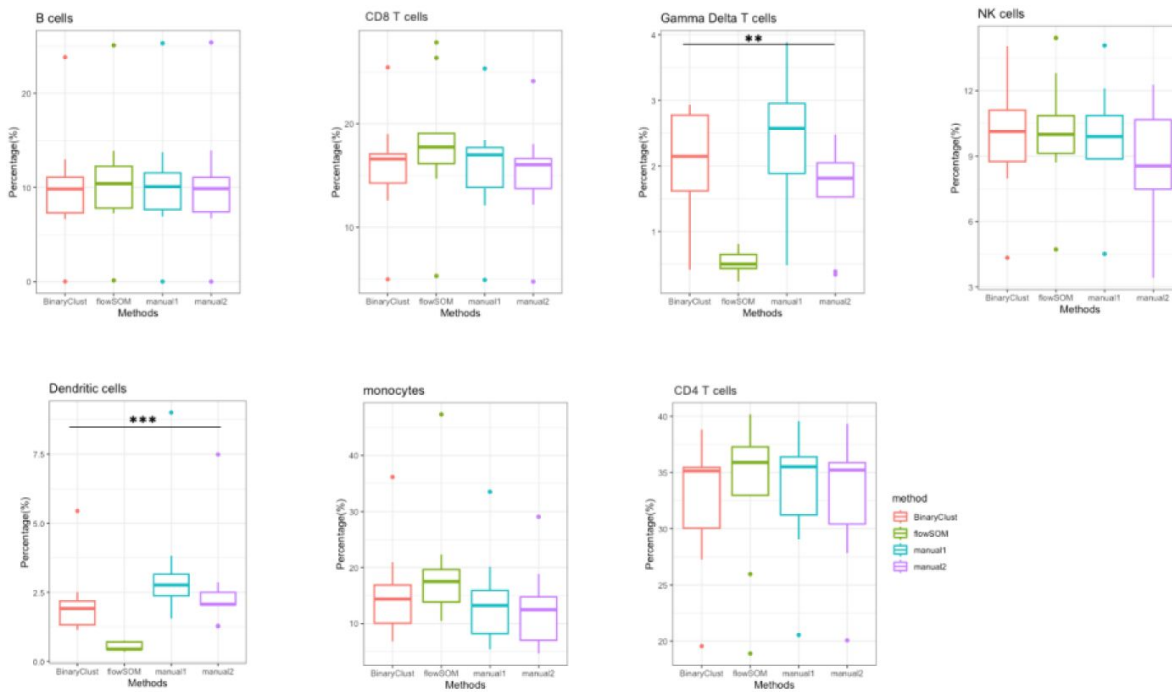 B cells
Percentage(%)
20
10
0
BinaryClust flowSOM manual1 manual2
Methods
CD8 T cells
Percentage(%)
20
10
BinaryClust flowSOM manual1 manual2
Methods
Gamma Delta T cells
**
Percentage(%)
4
3
2
1
BinaryClust flowSOM manual1 manual2
Methods
NK cells
Percentage(%)
12
9
6
3
BinaryClust flowSOM manual1 manual2
Methods
Dendritic cells
***
Percentage(%)
7.5
5.0
2.5
0.0
BinaryClust flowSOM manual1 manual2
Methods
monocytes
Percentage(%)
50
40
30
20
10
BinaryClust flowSOM manual1 manual2
Methods
CD4 T cells
Percentage(%)
40
35
30
25
20
BinaryClust flowSOM manual1 manual2
Methods
method
BinaryClust
flowSOM
manual1
manual2